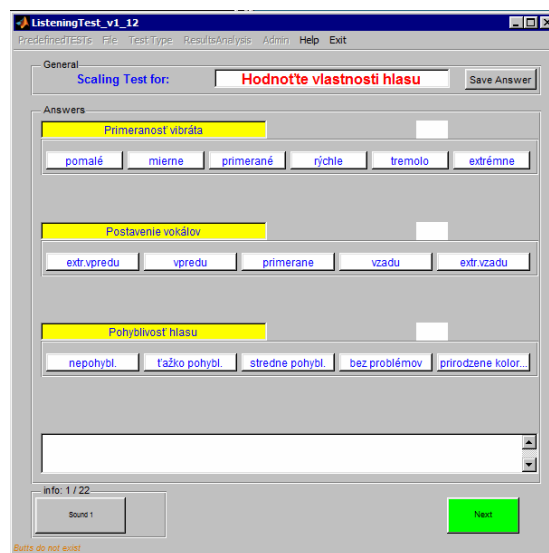 ListeningTest_v1_12
PredefinedTESTs File Test Type ResultsAnalysis Admin Help Exit
General
Scaling Test for: Hodnoťte vlastnosti hlasu Save Answer
Answers
Primeranosť vibráta
pomalé mierne primerané rýchle tremolo extrémne
Postavenie vokálov
extr.vpredu vpredu primerane vzadu extr.vzadu
Pohyblivosť hlasu
nepohybl. ťažko pohybl. stredne pohybl. bez problémov prirodzene kolor...
info: 1 / 22
Sound 1 Next
Butts do not exist